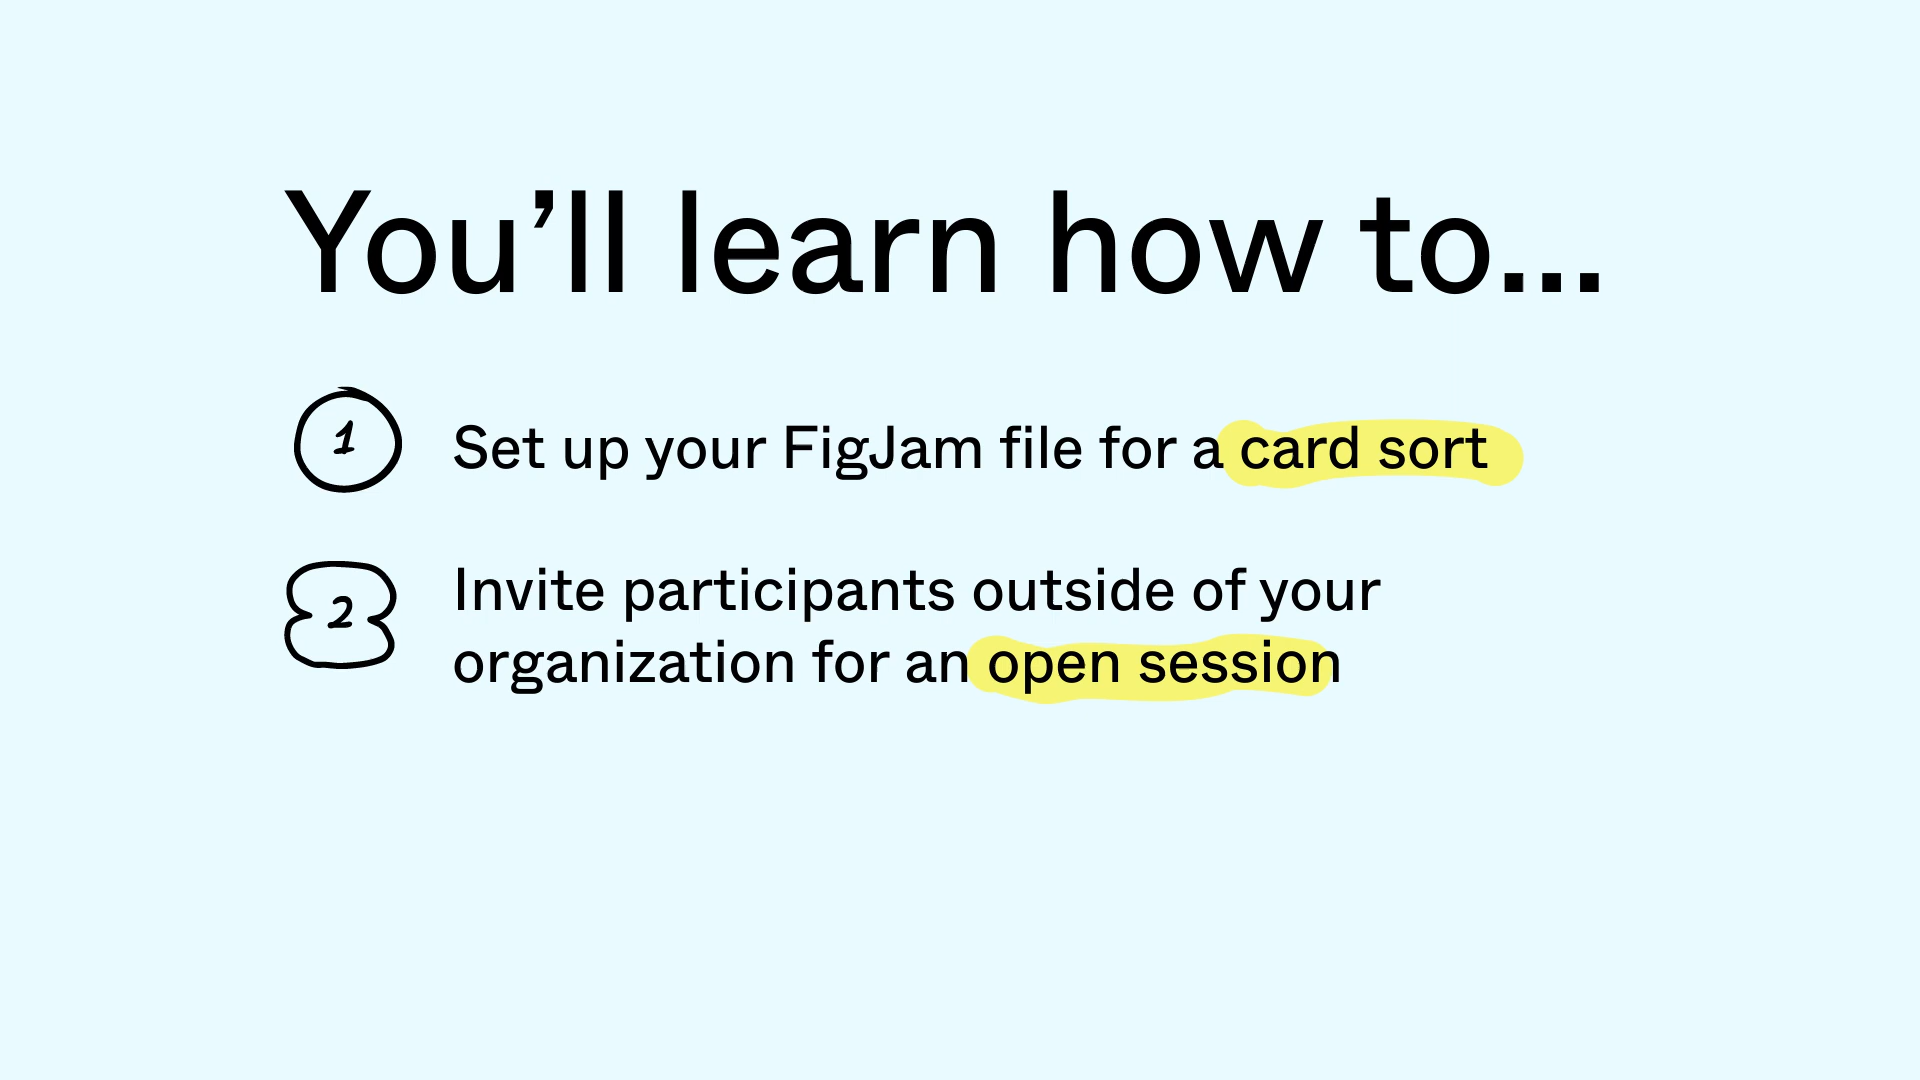 You’ll learn how to...
1
Set up your FigJam file for a card sort
2
Invite participants outside of your
organization for an open session